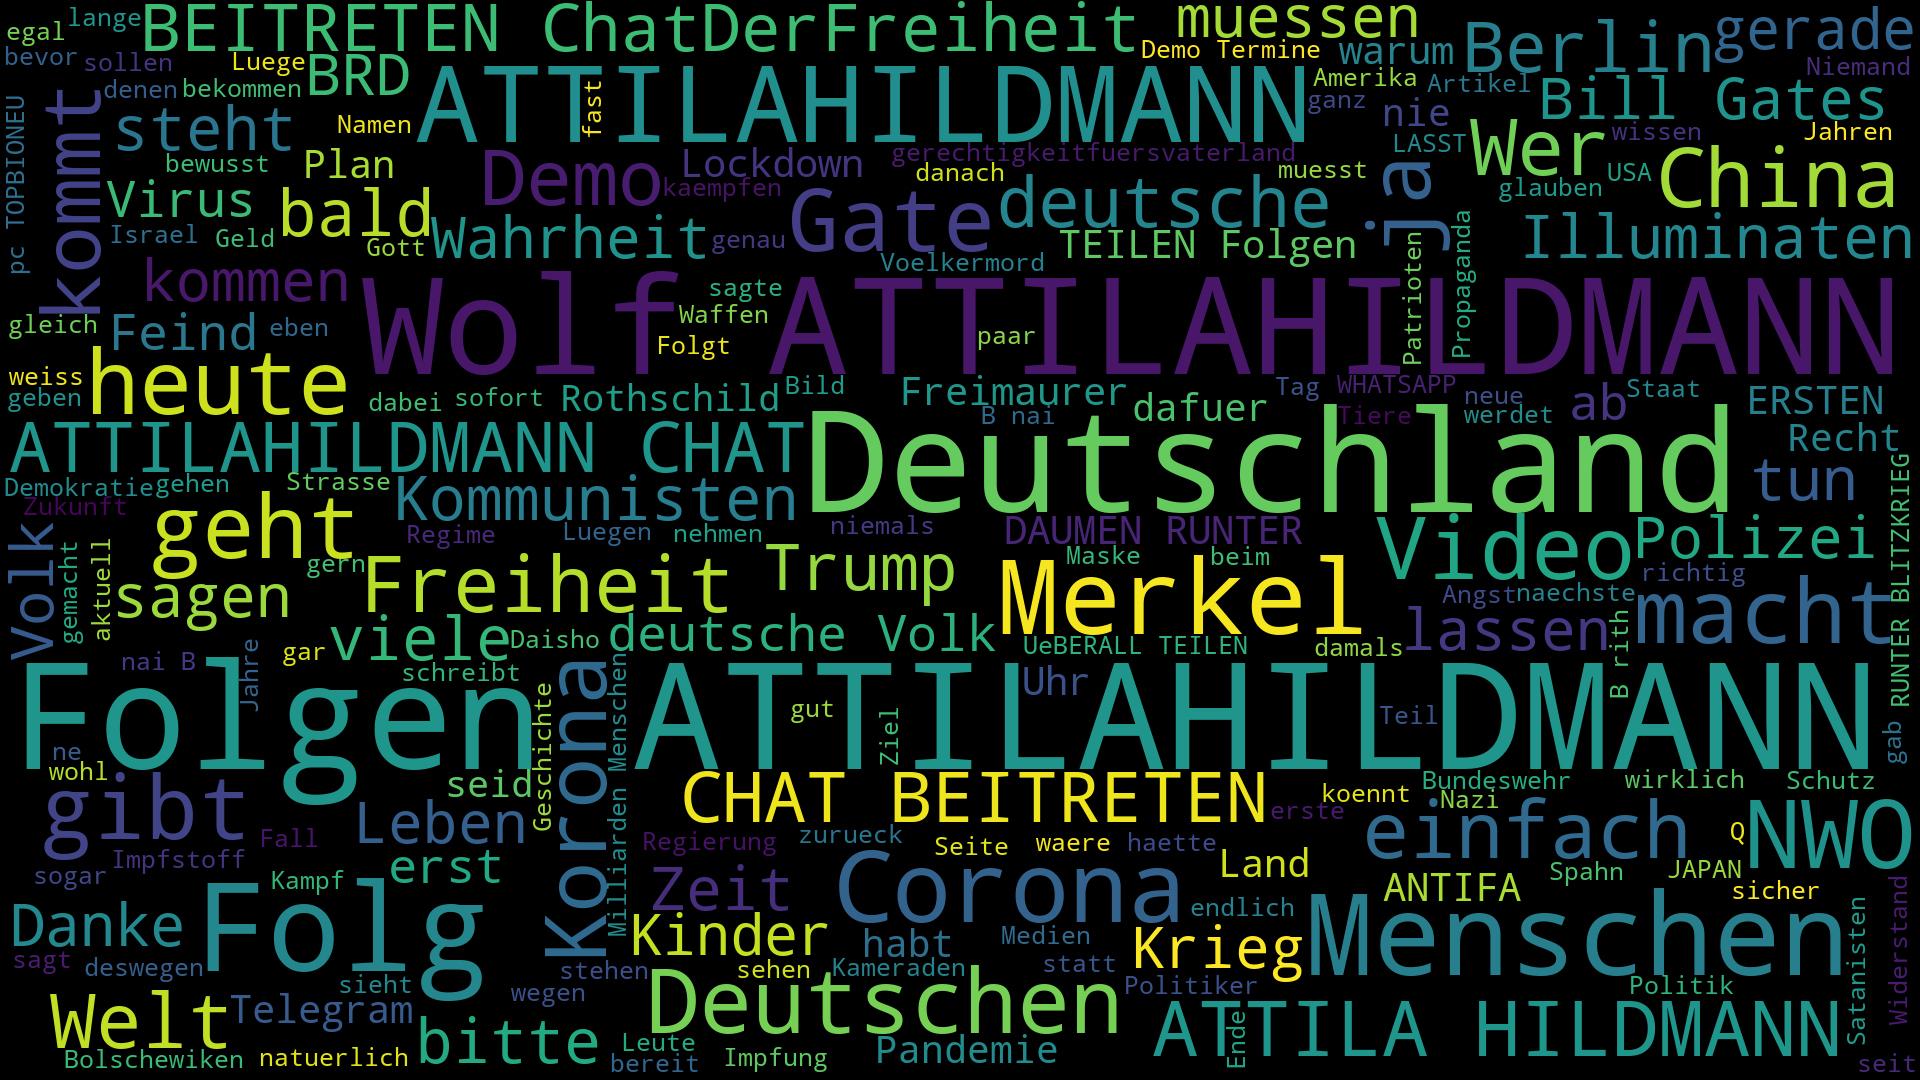 egal
lange
BEITRETEN ChatDerFreiheit
muessen
Demo Termine
warum
Berlin
gerade
bevor
sollen
Luege
BRD
Niemand
denen
bekommen
ATTILAHILDMANN
fast
Amerika
Artikel
ganz
Bill Gates
nie
kommt
steht
Namen
pc TOPBIONEU
bewusst
Plan
Demo
Lockdown
gerechtigkeitfuersvaterland
LASST
Wer
wissen
Jahren
danach
muesst
ja
glauben
USA
China
Virus
bald
kaempfen
Gate
deutsche
Israel
Geld
Gott
Wahrheit
genau
TEILEN Folgen
Illuminaten
Voelkermord
Patrioten
Propaganda
kommen
Wolf ATTILAHILDMANN
sagte
Waffen
gleich
Feind
eben
Folgt
paar
weiss
heute
geben
dabei
sofort
Rothschild
Bild
Freimaurer
Tag
WHATSAPP
neue
ab
Staat
ERSTEN
B nai
dafuer
Tiere
werdet
ATTILAHILDMANN CHAT
Deutschland
Recht
Demokratie
gehen
Strasse
Kommunisten
tun
Zukunft
geht
Regime
Luegen
nehmen
niemals
DAUMEN RUNTER
Video
Polizei
RUNTER BLITZKRIEG
Volk
gemacht
aktuell
gern
sagen
Freiheit
Trump
Merkel
Maske
beim
richtig
Angst
naechste
macht
viele
Daisho
deutsche Volk
UeBERALL TEILEN
damals
lassen
B rith
nai B
Jahre
gar
schreibt
Korona
Milliarden Menschen
Uhr
Folgen ATTILAHILDMANN
gut
Ziel
Teil
gab
ne
wohl
Geschichte
gibt
seid
CHAT BEITRETEN
koennt
Bundeswehr
wirklich
Schutz
Nazi
erste
Leben
Fall
Regierung
zurueck
Seite
waere
haette
einfach
Q
NWO
Impfstoff
sogar
Kampf
erst
Zeit
Corona
Land
Spahn
JAPAN
ANTIFA
sicher
Danke
Folg
endlich
Menschen
Kinder
habt
Medien
Krieg
Satanisten
Widerstand
sagt
deswegen
sieht
stehen
sehen
Kameraden
statt
Politiker
Politik
Welt
Telegram
wegen
Deutschen
ATTILA HILDMANN
Ende
bitte
Leute
Bolschewiken
natuerlich
bereit
Impfung
Pandemie
seit